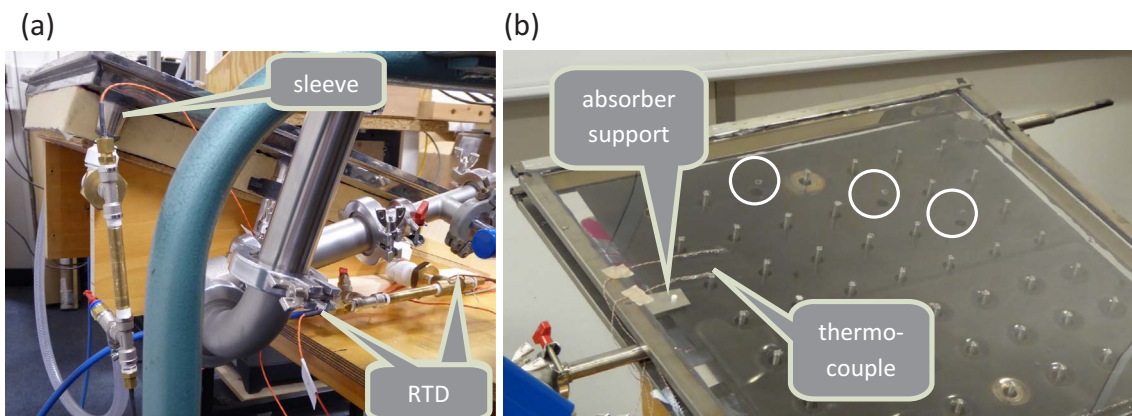 (a)
(b)
sleeve
RTD
absorber
support
thermo-
couple